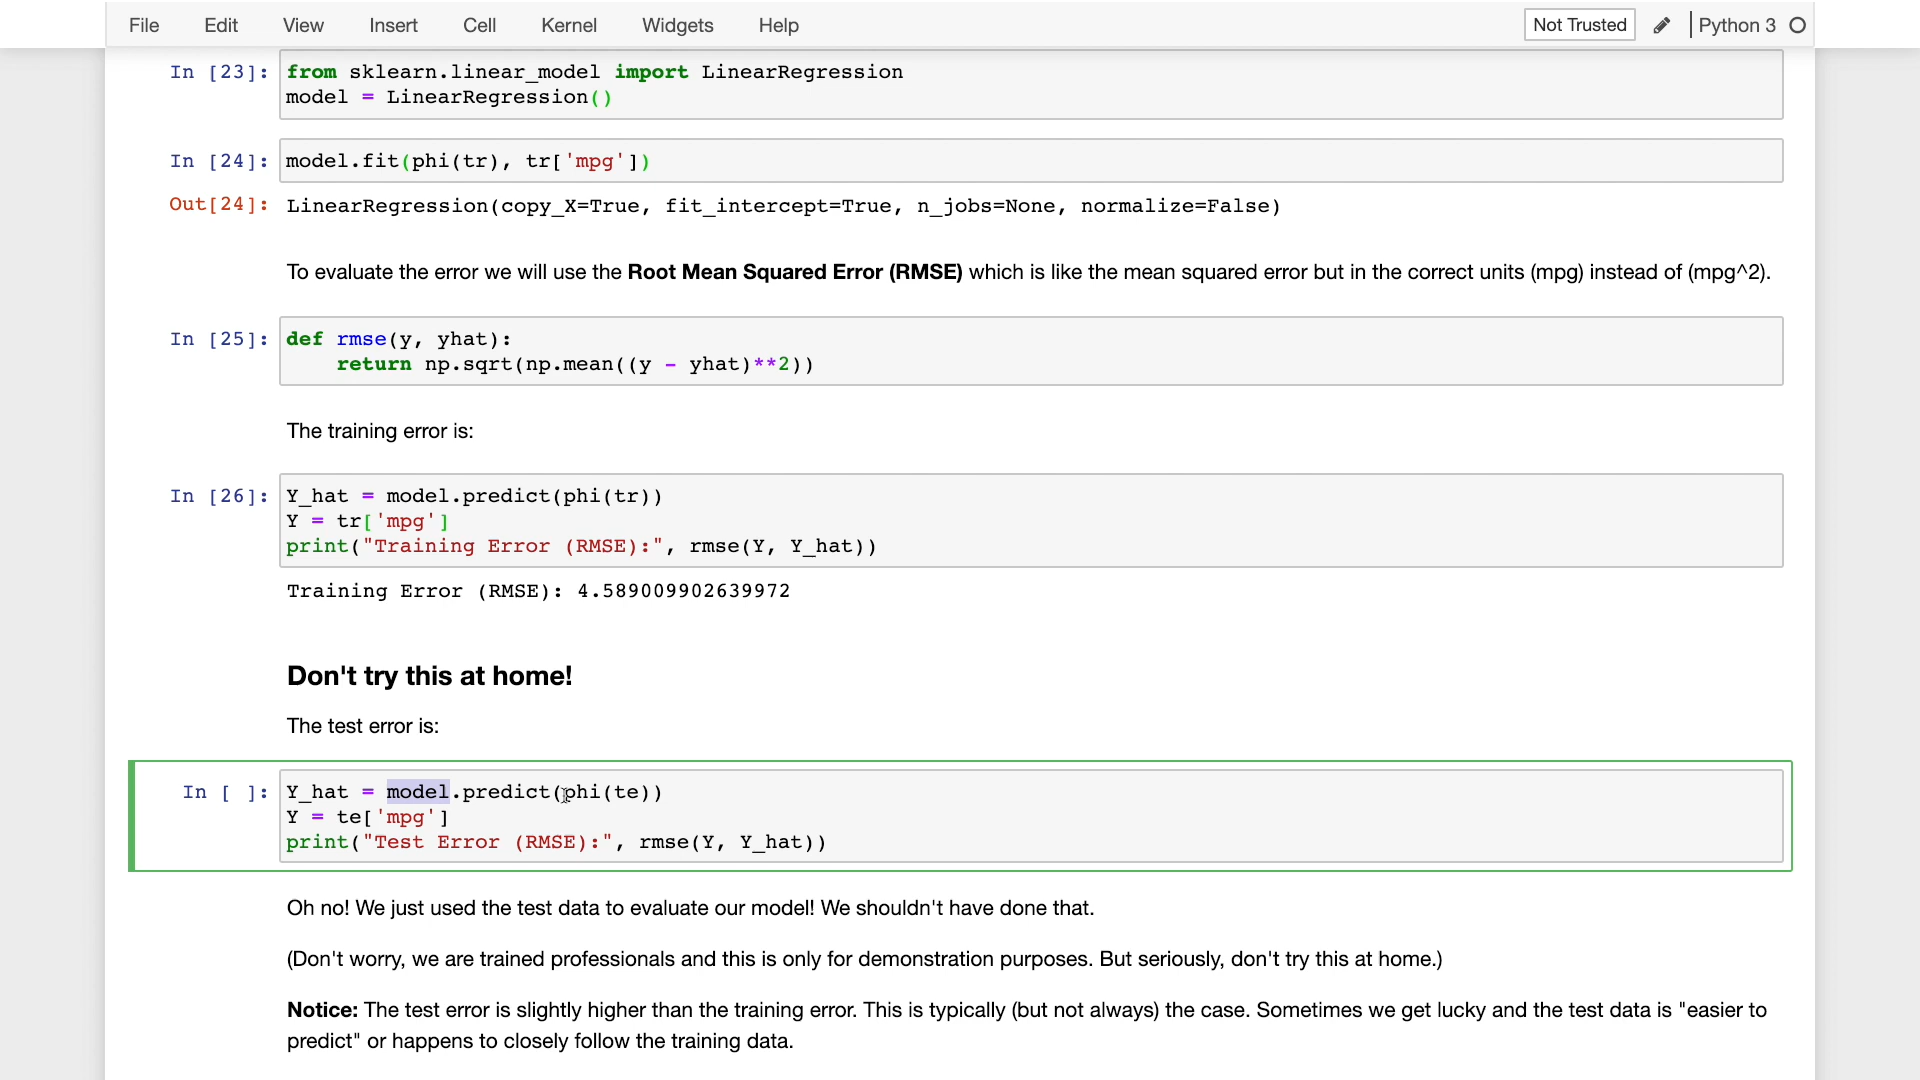 File Edit View Insert Cell Kernel Widgets Help Not Trusted Python 3
In [23]: from sklearn.linear_model import LinearRegression
model = LinearRegression()
In [24]: model.fit(phi(tr), tr['mpg'])
Out[24]: LinearRegression(copy_X=True, fit_intercept=True, n_jobs=None, normalize=False)
To evaluate the error we will use the Root Mean Squared Error (RMSE) which is like the mean squared error but in the correct units (mpg) instead of (mpg^2).
In [25]: def rmse(y, yhat):
    return np.sqrt(np.mean((y - yhat)**2))
The training error is:
In [26]: Y_hat = model.predict(phi(tr))
Y = tr['mpg']
print("Training Error (RMSE):", rmse(Y, Y_hat))
Training Error (RMSE): 4.589009902639972
Don't try this at home!
The test error is:
In [ ]: Y_hat = model.predict(phi(te))
Y = te['mpg']
print("Test Error (RMSE):", rmse(Y, Y_hat))
Oh no! We just used the test data to evaluate our model! We shouldn't have done that.
(Don't worry, we are trained professionals and this is only for demonstration purposes. But seriously, don't try this at home.)
Notice: The test error is slightly higher than the training error. This is typically (but not always) the case. Sometimes we get lucky and the test data is "easier to
predict" or happens to closely follow the training data.